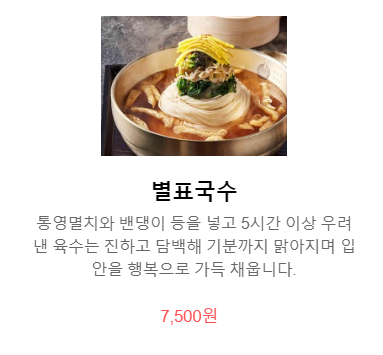 별표국수
통영멸치와 밴댕이 등을 넣고 5시간 이상 우려
낸 육수는 진하고 담백해 기분까지 맑아지며 입
안을 행복으로 가득 채웁니다.
7,500원